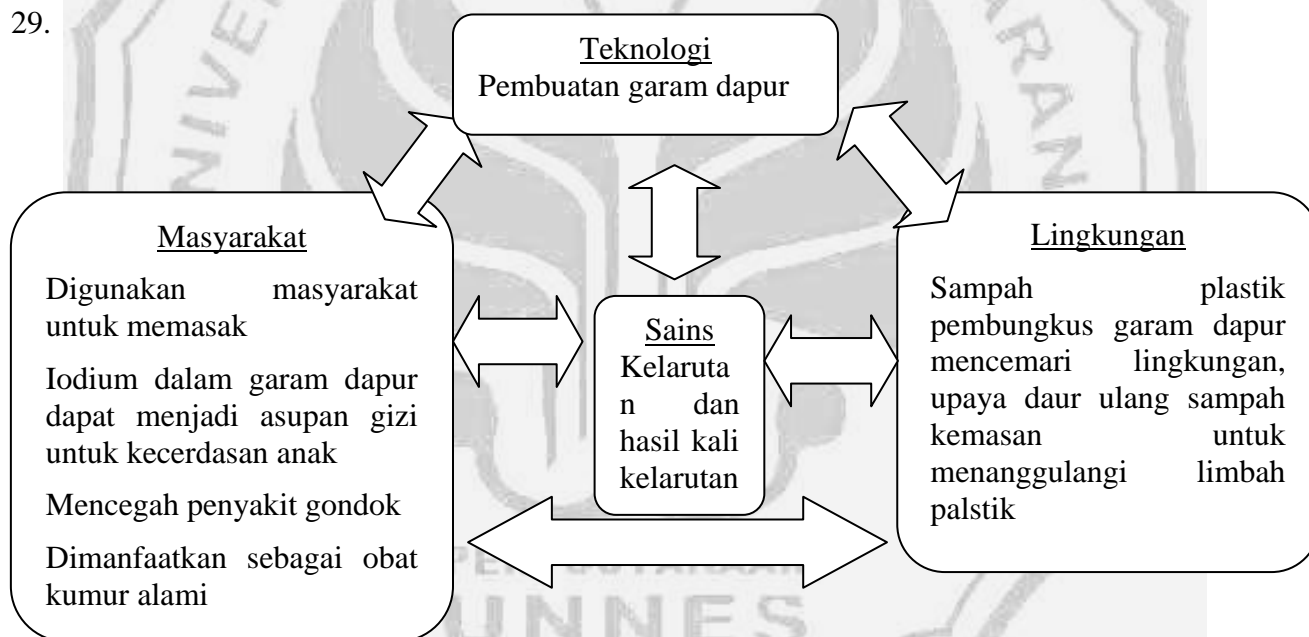 29.
Teknologi
Pembuatan garam dapur
Masyarakat
Digunakan masyarakat
untuk memasak
Iodium dalam garam dapur
dapat menjadi asupan gizi
untuk kecerdasan anak
Mencegah penyakit gondok
Dimanfaatkan sebagai obat
kumur alami
Sains
Kelaruta
n dan
hasil kali
kelarutan
Lingkungan
Sampah plastik
pembungkus garam dapur
mencemari lingkungan,
upaya daur ulang sampah
kemasan untuk
menanggulangi limbah
palstik
UNNES